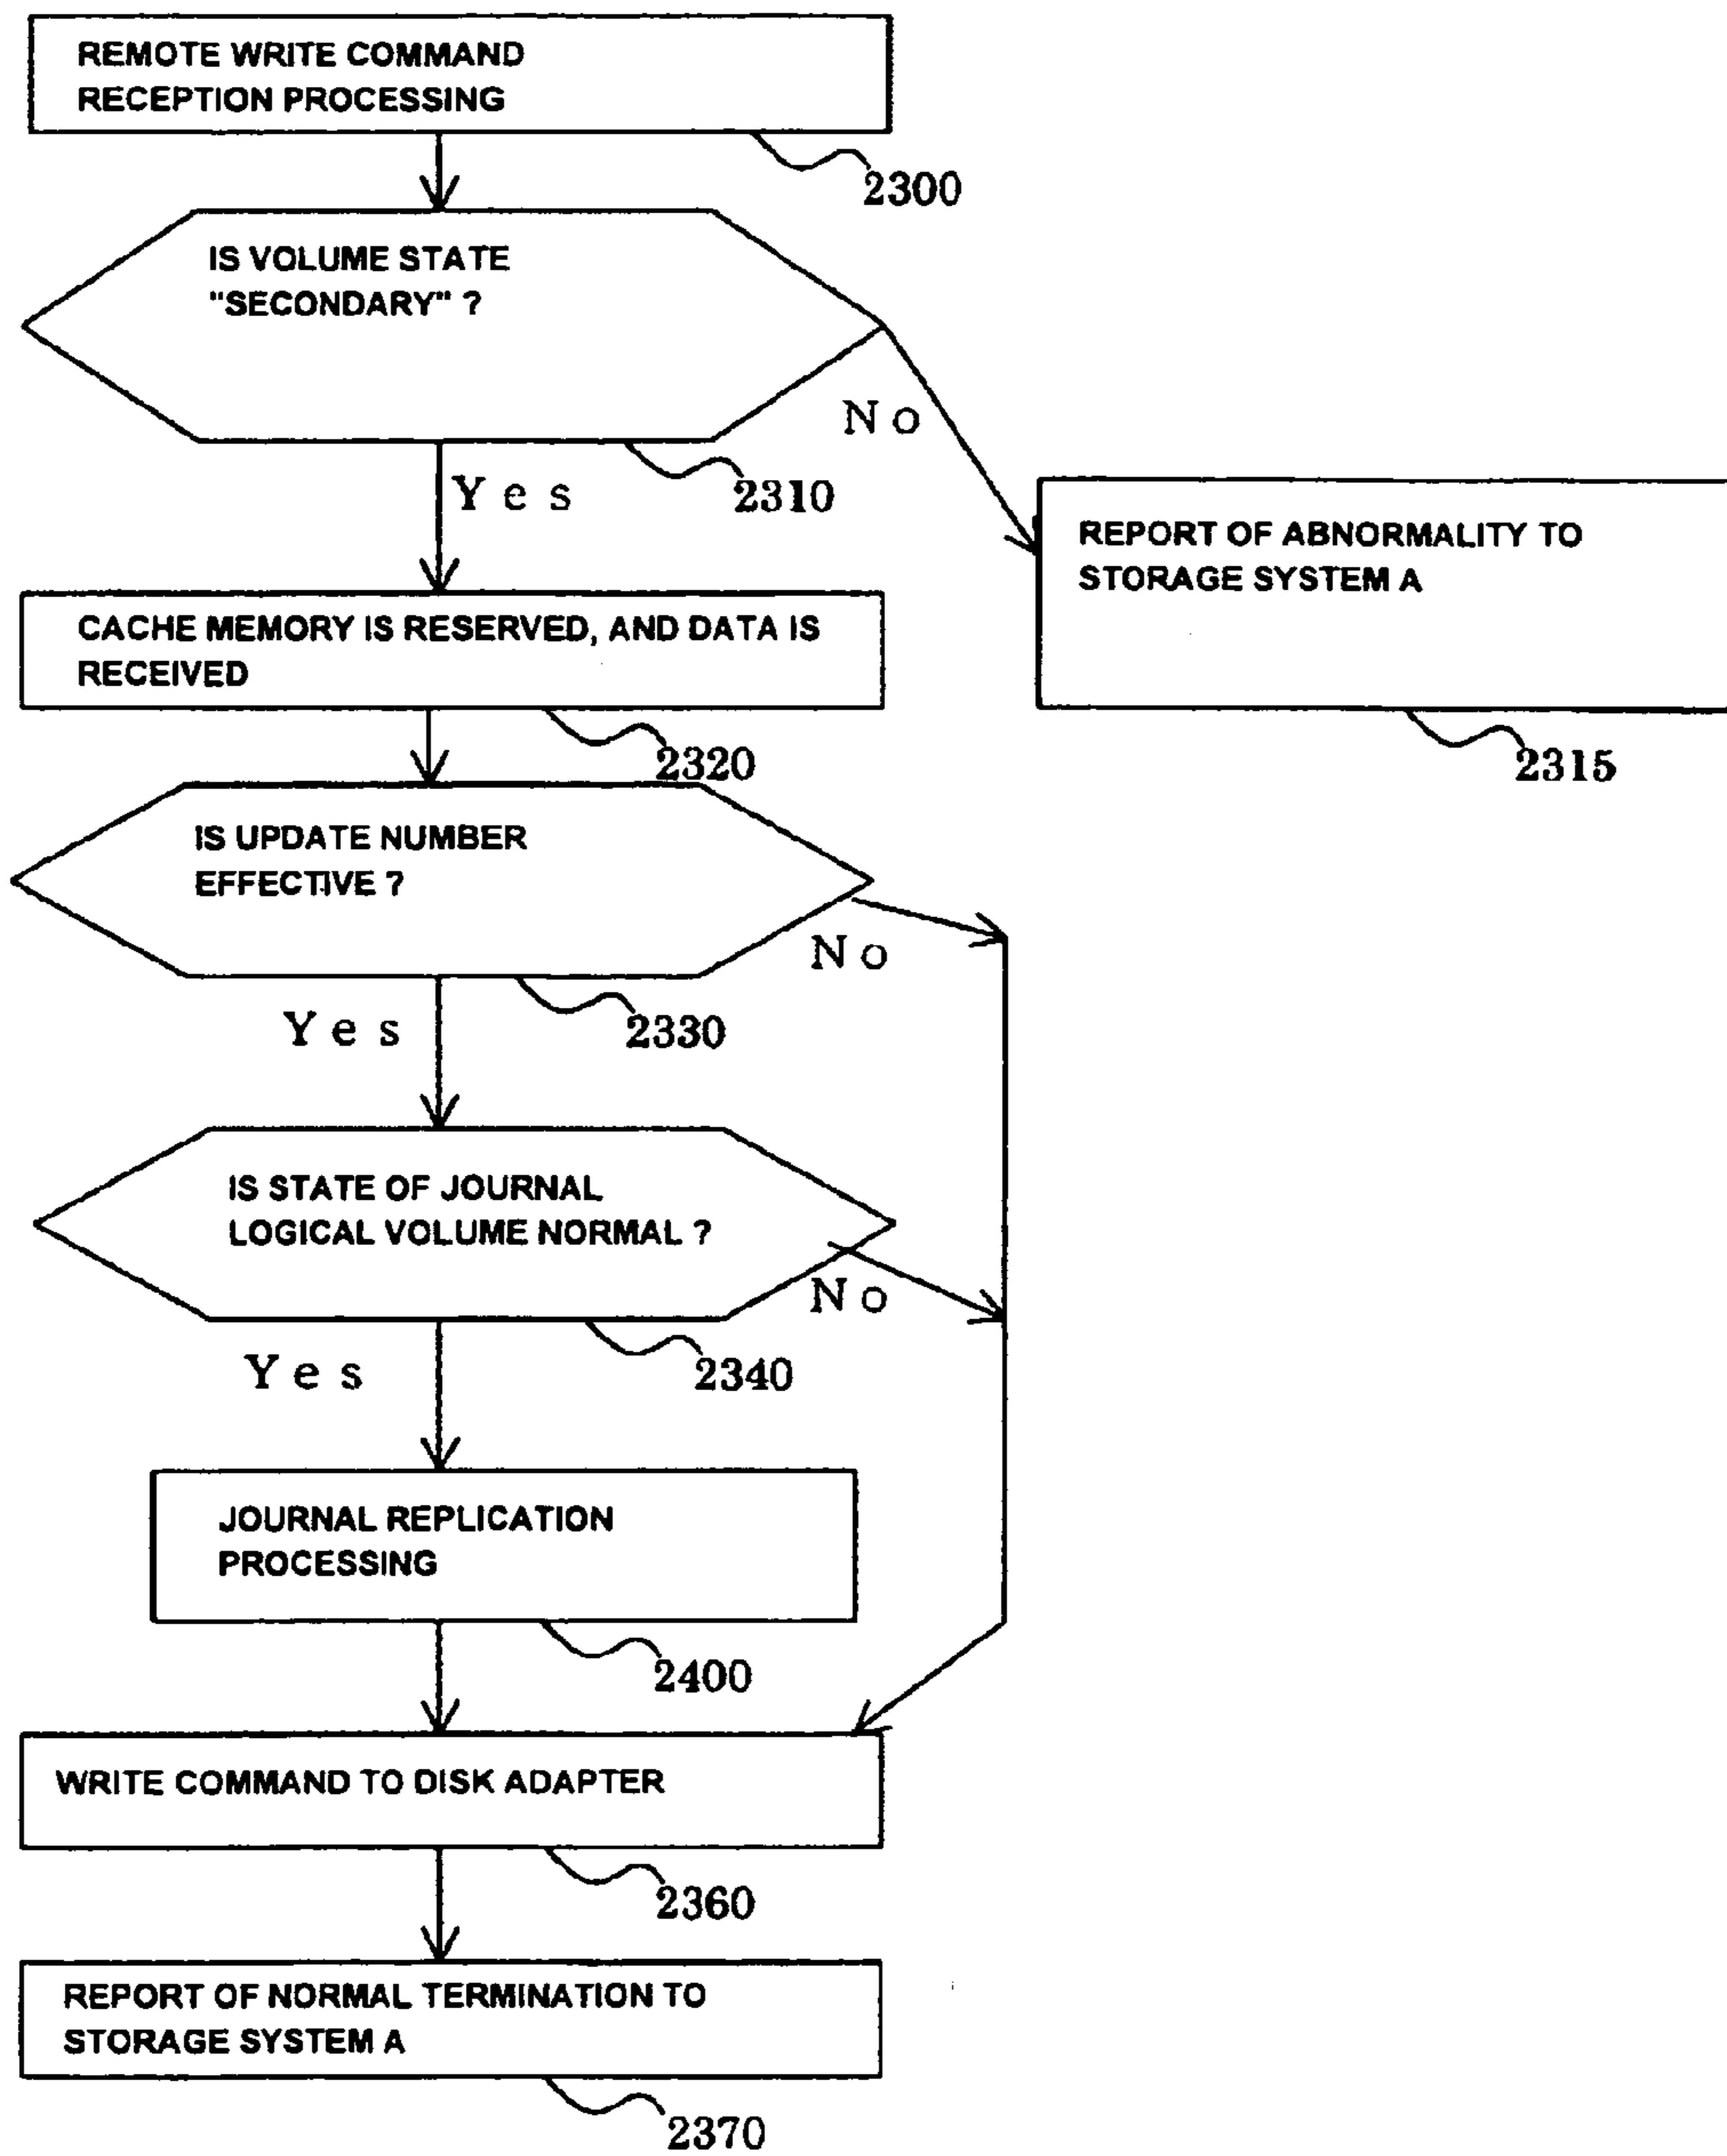 REMOTE WRITE COMMAND
RECEPTION PROCESSING
2300
IS VOLUME STATE
"SECONDARY" ?
No
Yes
2310
REPORT OF ABNORMALITY TO
STORAGE SYSTEM A
2315
CACHE MEMORY IS RESERVED, AND DATA IS
RECEIVED
2320
IS UPDATE NUMBER
EFFECTIVE ?
No
Yes
2330
IS STATE OF JOURNAL
LOGICAL VOLUME NORMAL ?
No
Yes
2340
JOURNAL REPLICATION
PROCESSING
2400
WRITE COMMAND TO DISK ADAPTER
2360
REPORT OF NORMAL TERMINATION TO
STORAGE SYSTEM A
2370